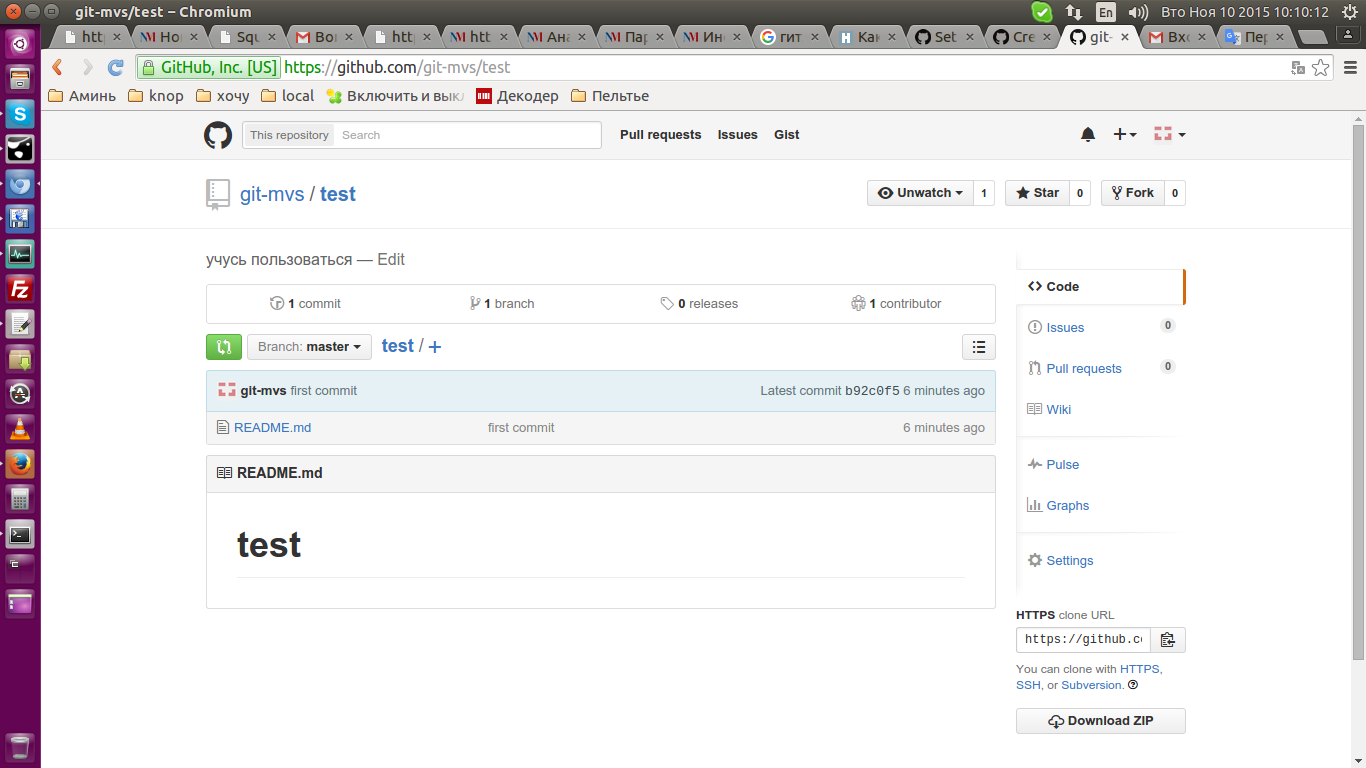 git-mvs/test – Chromium
En
Вто Ноя 10 2015 10:10:12
http
Но
Squ
Во
http
htt
Ана
Пар
Ин
гит
Как
Set
Cre
git-
Вхо
Пер
GitHub, Inc. [US] https://github.com/git-mvs/test
Аминь knop хочу local Включить и вык Декодер Пельтье
This repository Search Pull requests Issues Gist
git-mvs / test
Unwatch 1 Star 0 Fork 0
учусь пользоваться — Edit
1 commit 1 branch 0 releases 1 contributor
Branch: master test / +
git-mvs first commit Latest commit b92c0f5 6 minutes ago
README.md first commit 6 minutes ago
README.md
test
Code
Issues 0
Pull requests 0
Wiki
Pulse
Graphs
Settings
HTTPS clone URL
https://github.co
You can clone with HTTPS,
SSH, or Subversion.
Download ZIP